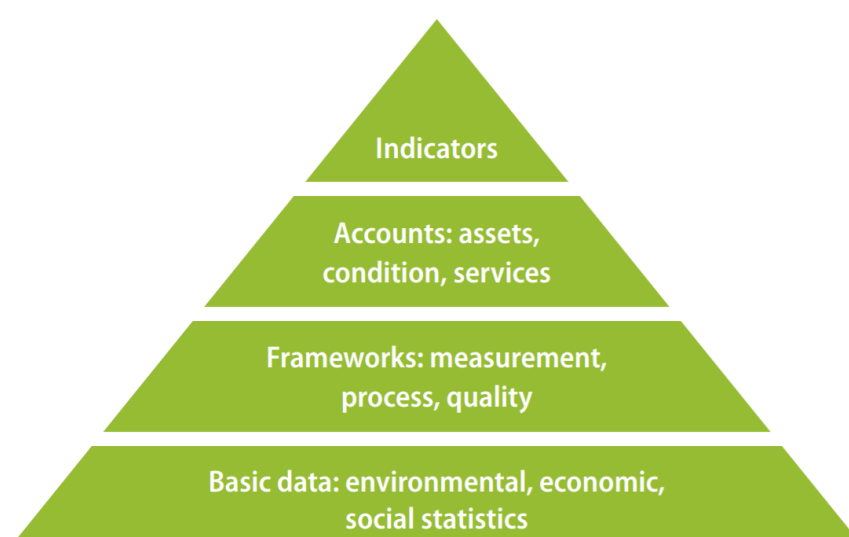 Indicators
Accounts: assets,
condition, services
Frameworks: measurement,
process, quality
Basic data: environmental, economic,
social statistics